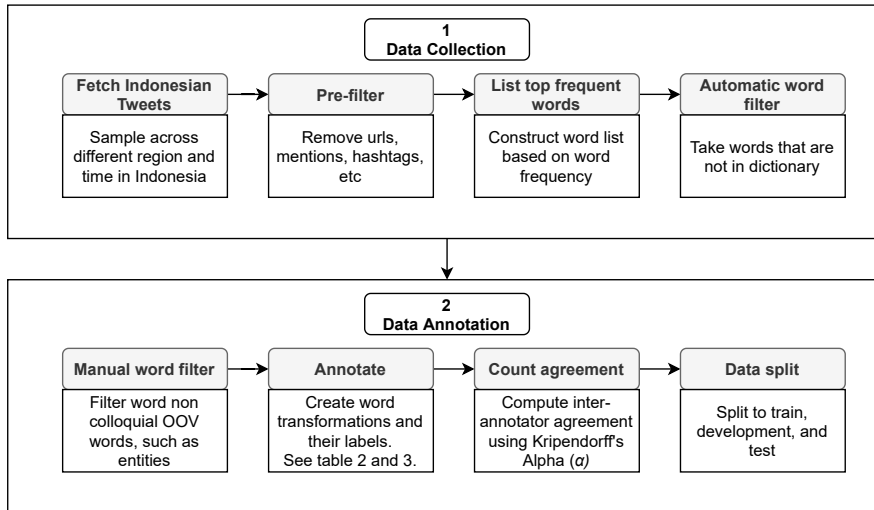 1
Data Collection
Fetch Indonesian
Tweets
Sample across
different region and
time in Indonesia
Pre-filter
Remove urls,
mentions, hashtags,
etc
List top frequent
words
Construct word list
based on word
frequency
Automatic word
filter
Take words that are
not in dictionary
2
Data Annotation
Manual word filter
Filter word non
colloquial OOV
words, such as
entities
Annotate
Create word
transformations and
their labels.
See table 2 and 3.
Count agreement
Compute inter-
annotator agreement
using Kripendorff's
Alpha (α)
Data split
Split to train,
development, and
test